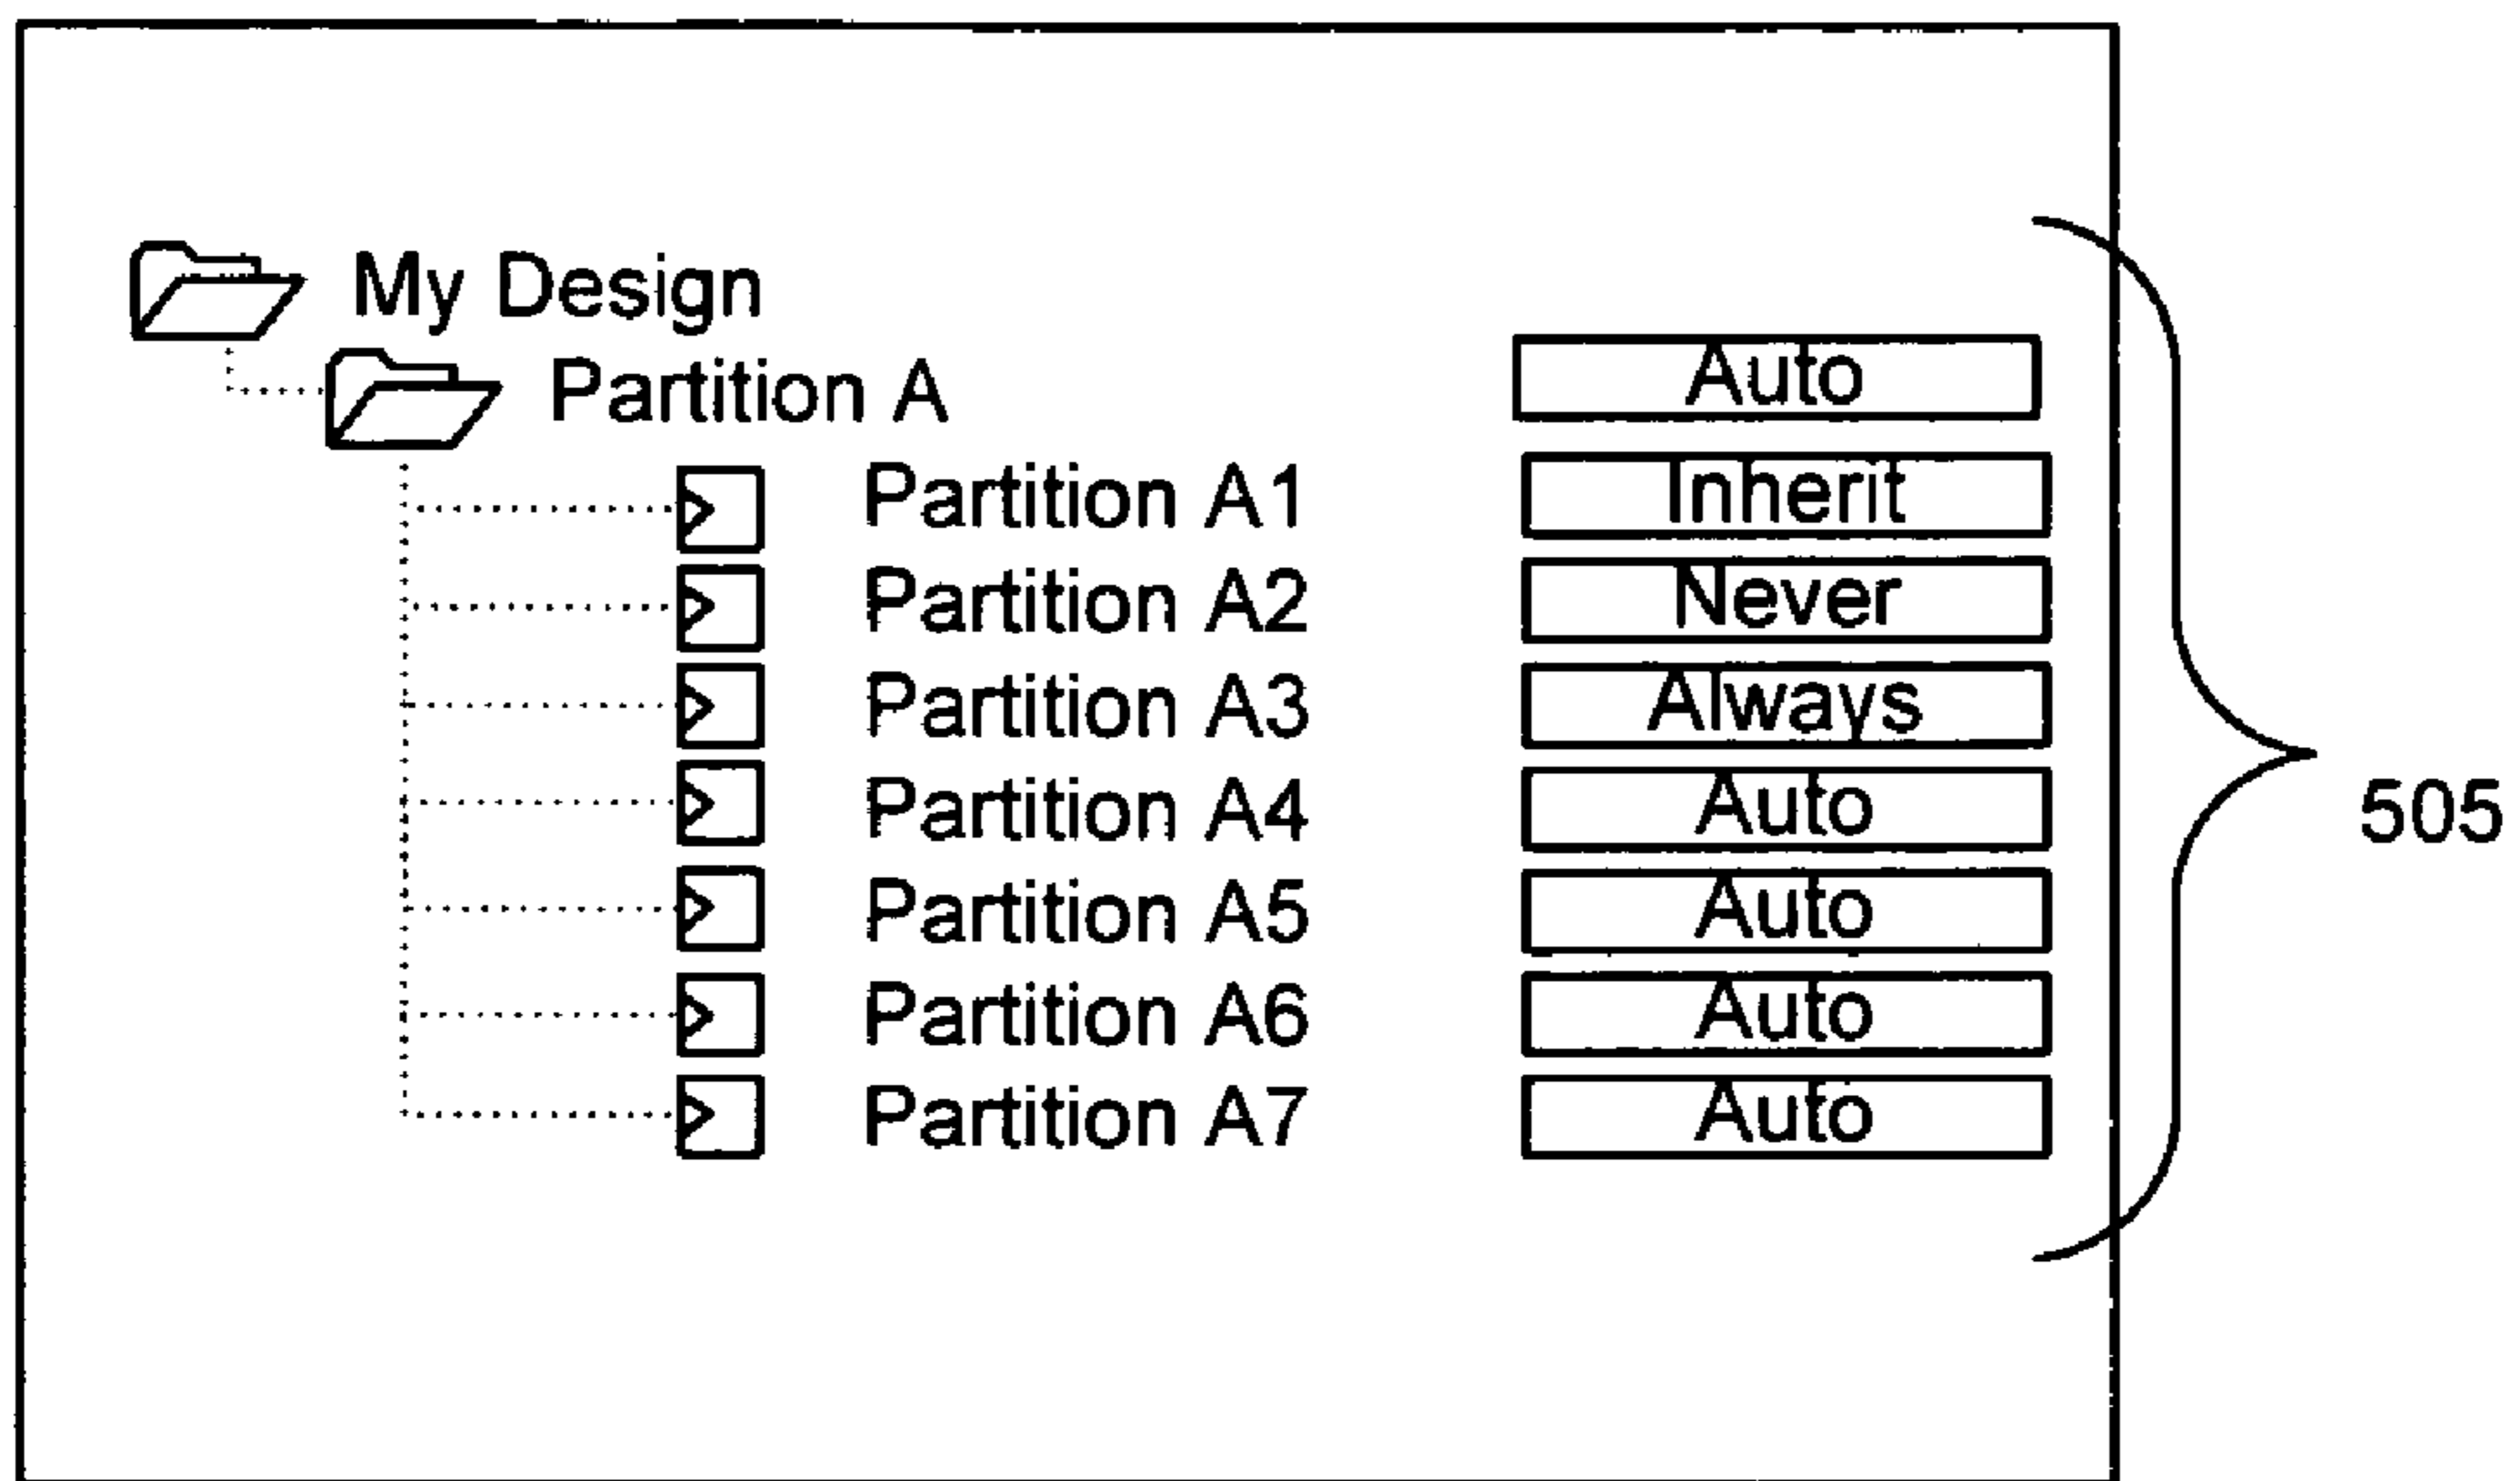 My Design
Partition A Auto
Partition A1 Inherit
Partition A2 Never
Partition A3 Always
Partition A4 Auto
505
Partition A5 Auto
Partition A6 Auto
Partition A7 Auto